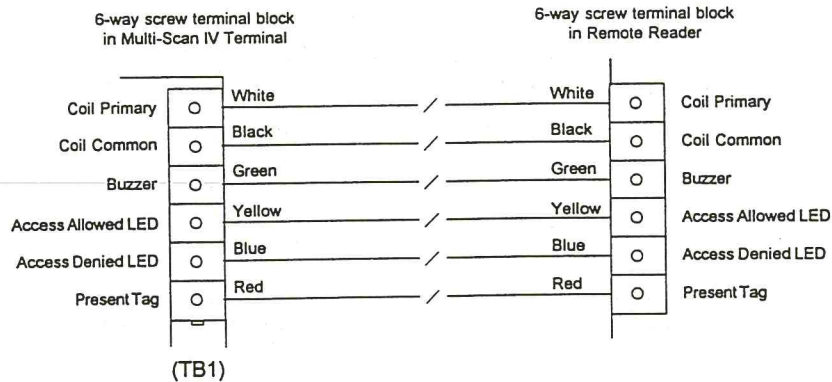 6-way screw terminal block
in Multi-Scan IV Terminal
6-way screw terminal block
in Remote Reader
Coil Primary White White Coil Primary
Coil Common Black Black Coil Common
Buzzer Green Green Buzzer
Access Allowed LED Yellow Yellow Access Allowed LED
Access Denied LED Blue Blue Access Denied LED
Present Tag Red Red Present Tag
(TB1)